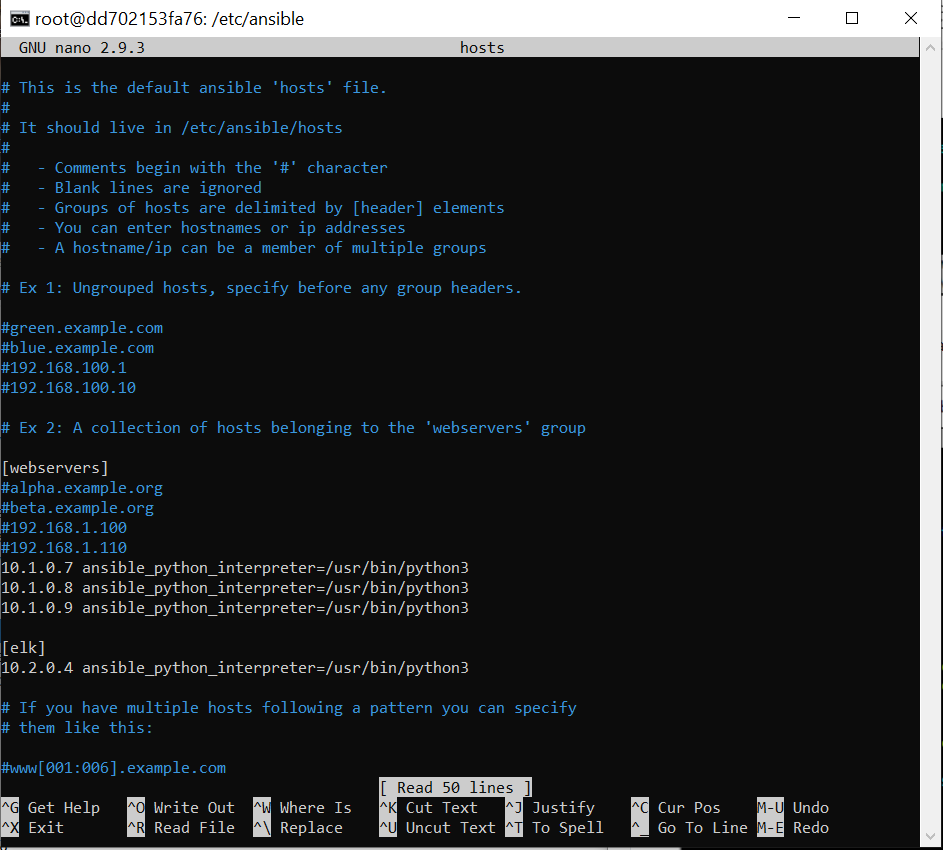 root@dd702153fa76: /etc/ansible
GNU nano 2.9.3 hosts
# This is the default ansible 'hosts' file.
#
# It should live in /etc/ansible/hosts
#
#   - Comments begin with the '#' character
#   - Blank lines are ignored
#   - Groups of hosts are delimited by [header] elements
#   - You can enter hostnames or ip addresses
#   - A hostname/ip can be a member of multiple groups
# Ex 1: Ungrouped hosts, specify before any group headers.
#green.example.com
#blue.example.com
#192.168.100.1
#192.168.100.10
# Ex 2: A collection of hosts belonging to the 'webservers' group
[webservers]
#alpha.example.org
#beta.example.org
#192.168.1.100
#192.168.1.110
10.1.0.7 ansible_python_interpreter=/usr/bin/python3
10.1.0.8 ansible_python_interpreter=/usr/bin/python3
10.1.0.9 ansible_python_interpreter=/usr/bin/python3
[elk]
10.2.0.4 ansible_python_interpreter=/usr/bin/python3
# If you have multiple hosts following a pattern you can specify
# them like this:
#www[001:006].example.com
[ Read 50 lines ]
^G Get Help ^O Write Out ^W Where Is ^K Cut Text ^J Justify ^C Cur Pos M-U Undo
^X Exit ^R Read File ^\ Replace ^U Uncut Text ^T To Spell ^_ Go To Line M-E Redo